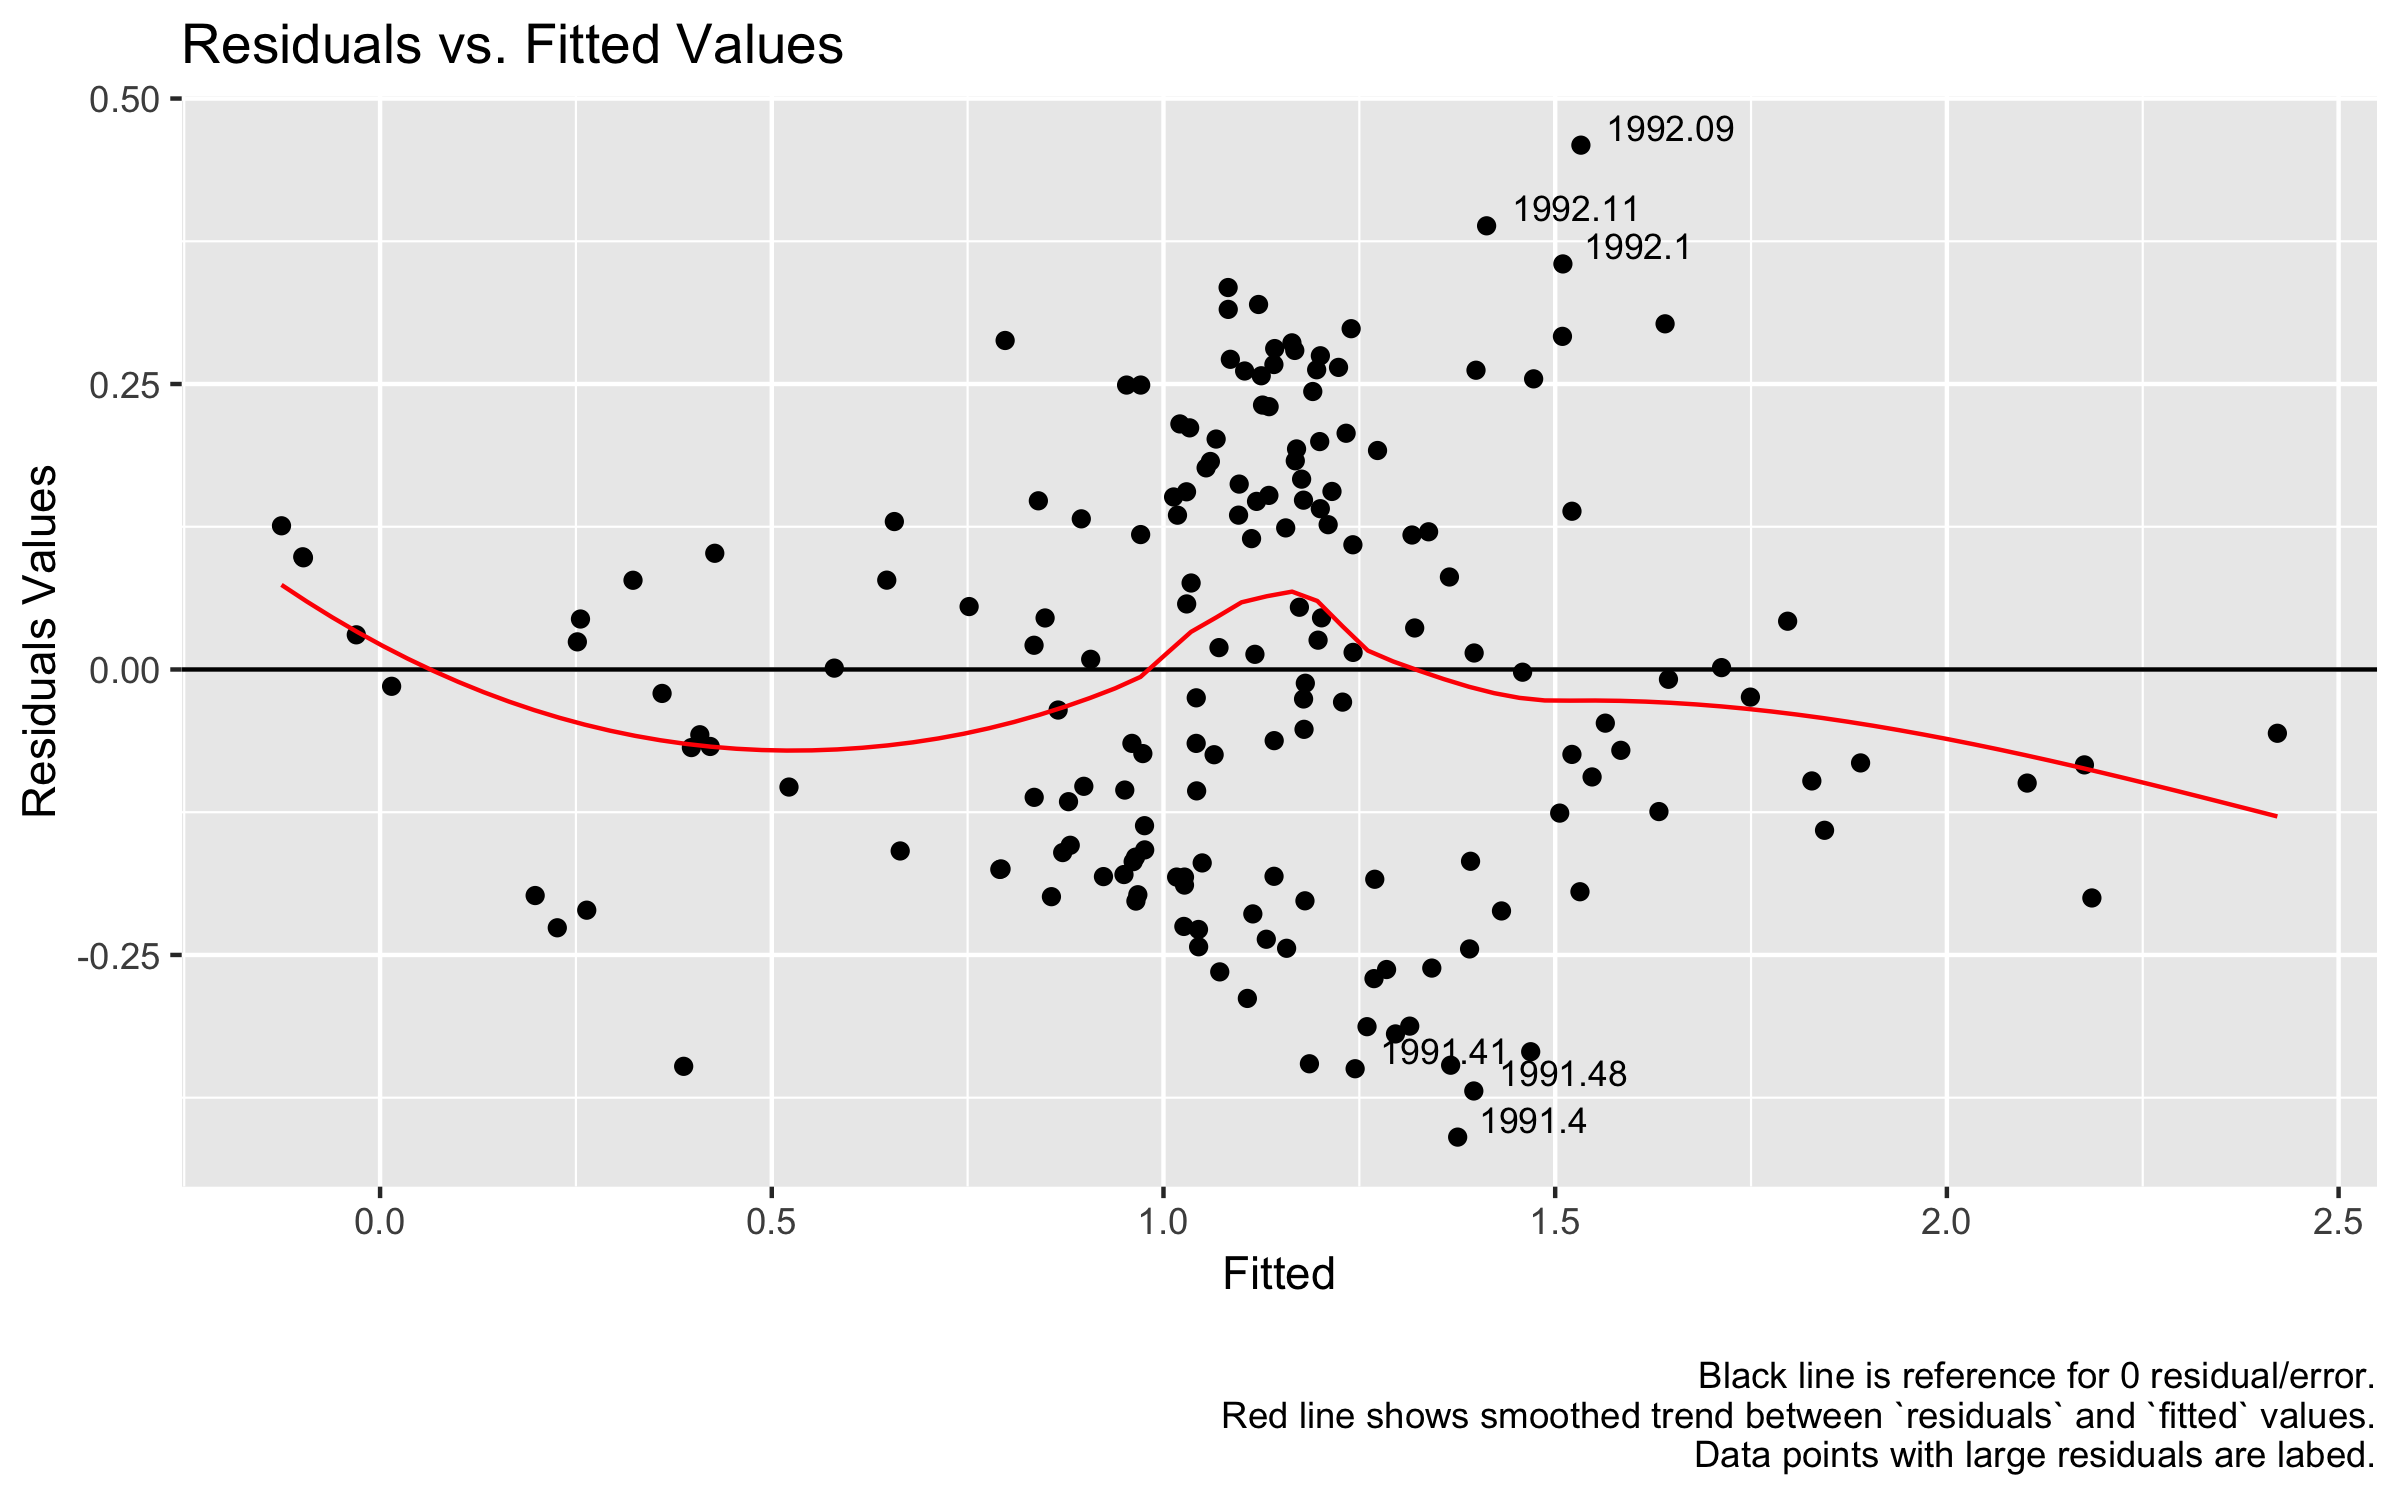 Residuals vs. Fitted Values
0.50
0.25
0.00
-0.25
Residuals Values
1992.09
1992.11
1992.1
1991.41
1991.48
1991.4
0.0
0.5
1.0
1.5
2.0
2.5
Fitted
Black line is reference for 0 residual/error.
Red line shows smoothed trend between `residuals` and `fitted` values.
Data points with large residuals are labed.